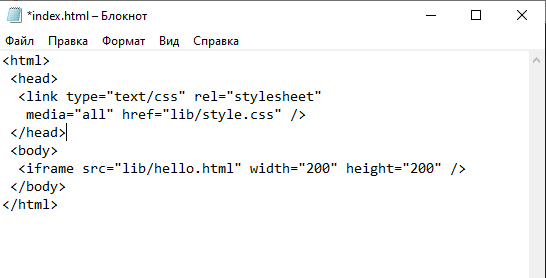 *index.html – Блокнот
Файл Правка Формат Вид Справка
<html>
 <head>
  <link type="text/css" rel="stylesheet"
   media="all" href="lib/style.css" />
 </head>
 <body>
  <iframe src="lib/hello.html" width="200" height="200" />
 </body>
</html>